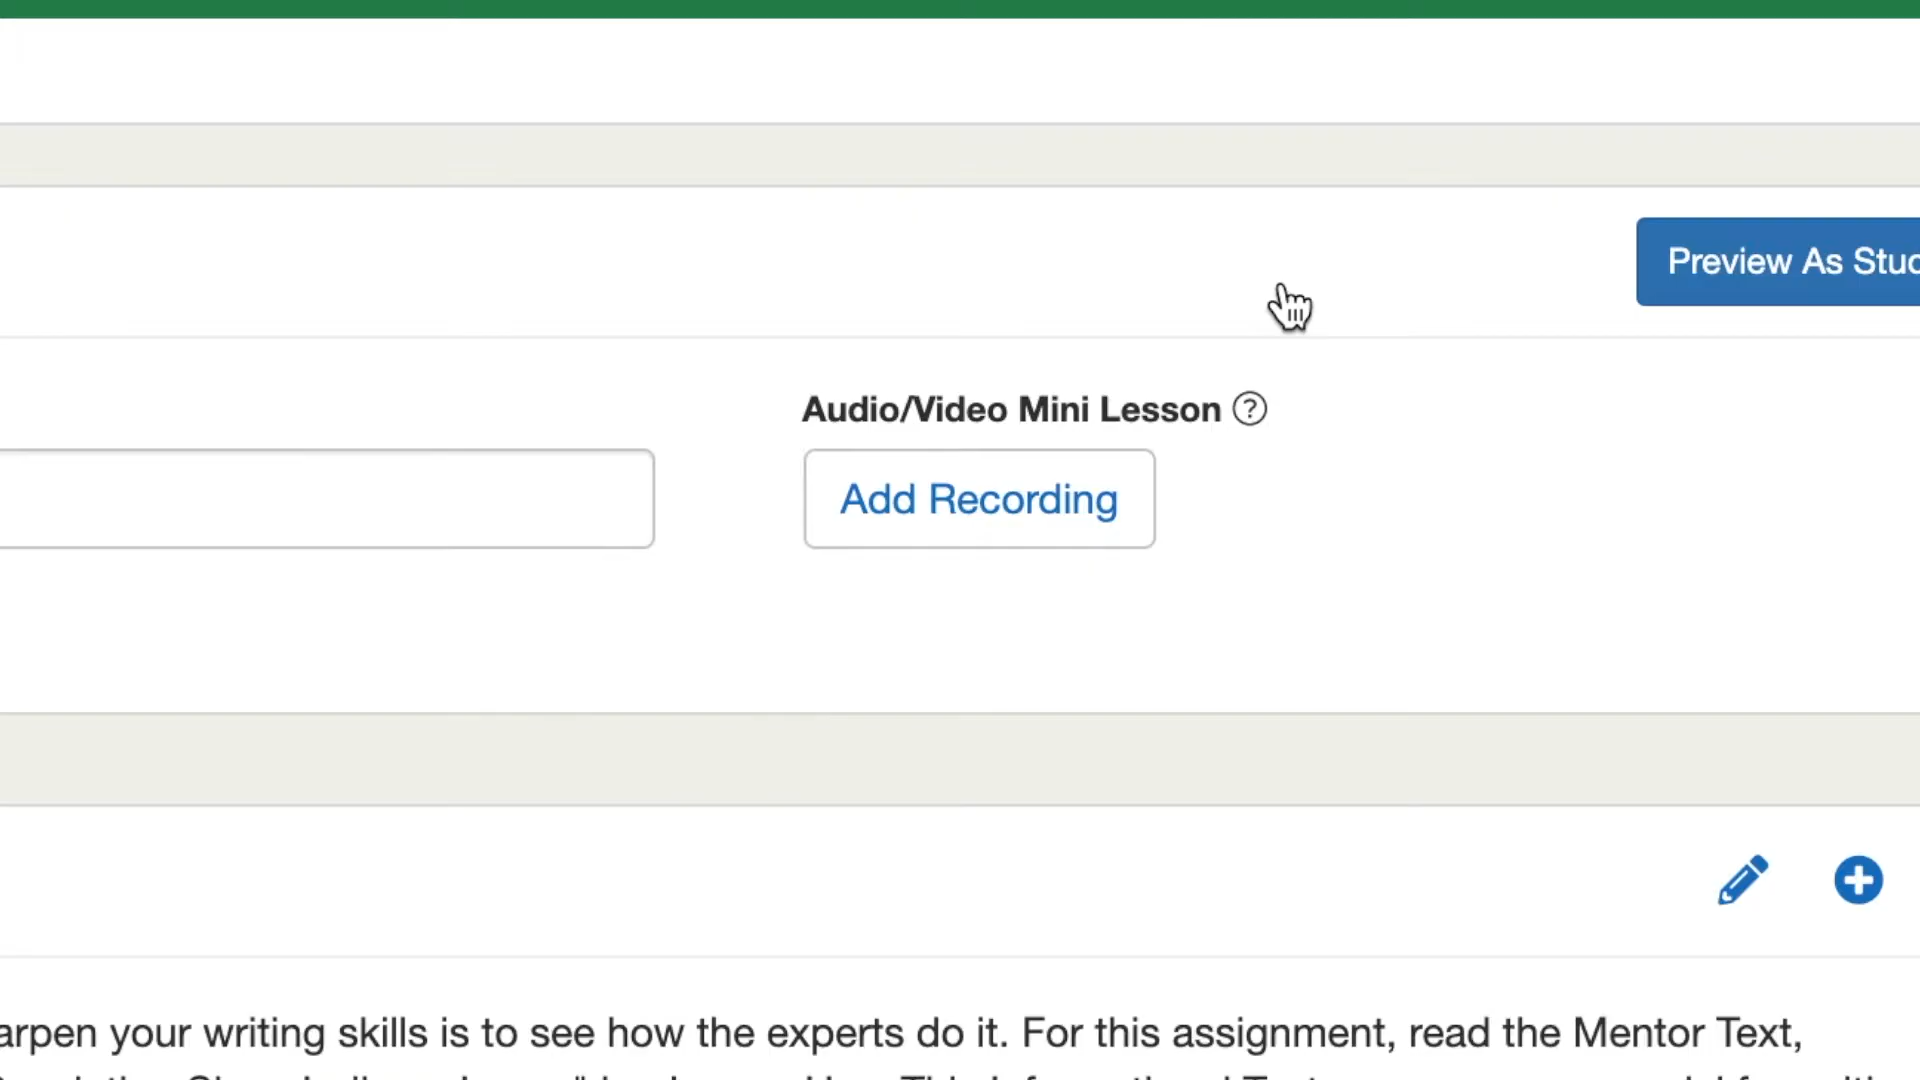 Preview As Stu
Audio/Video Mini Lesson
Add Recording
arpen your writing skills is to see how the experts do it. For this assignment, read the Mentor Text,